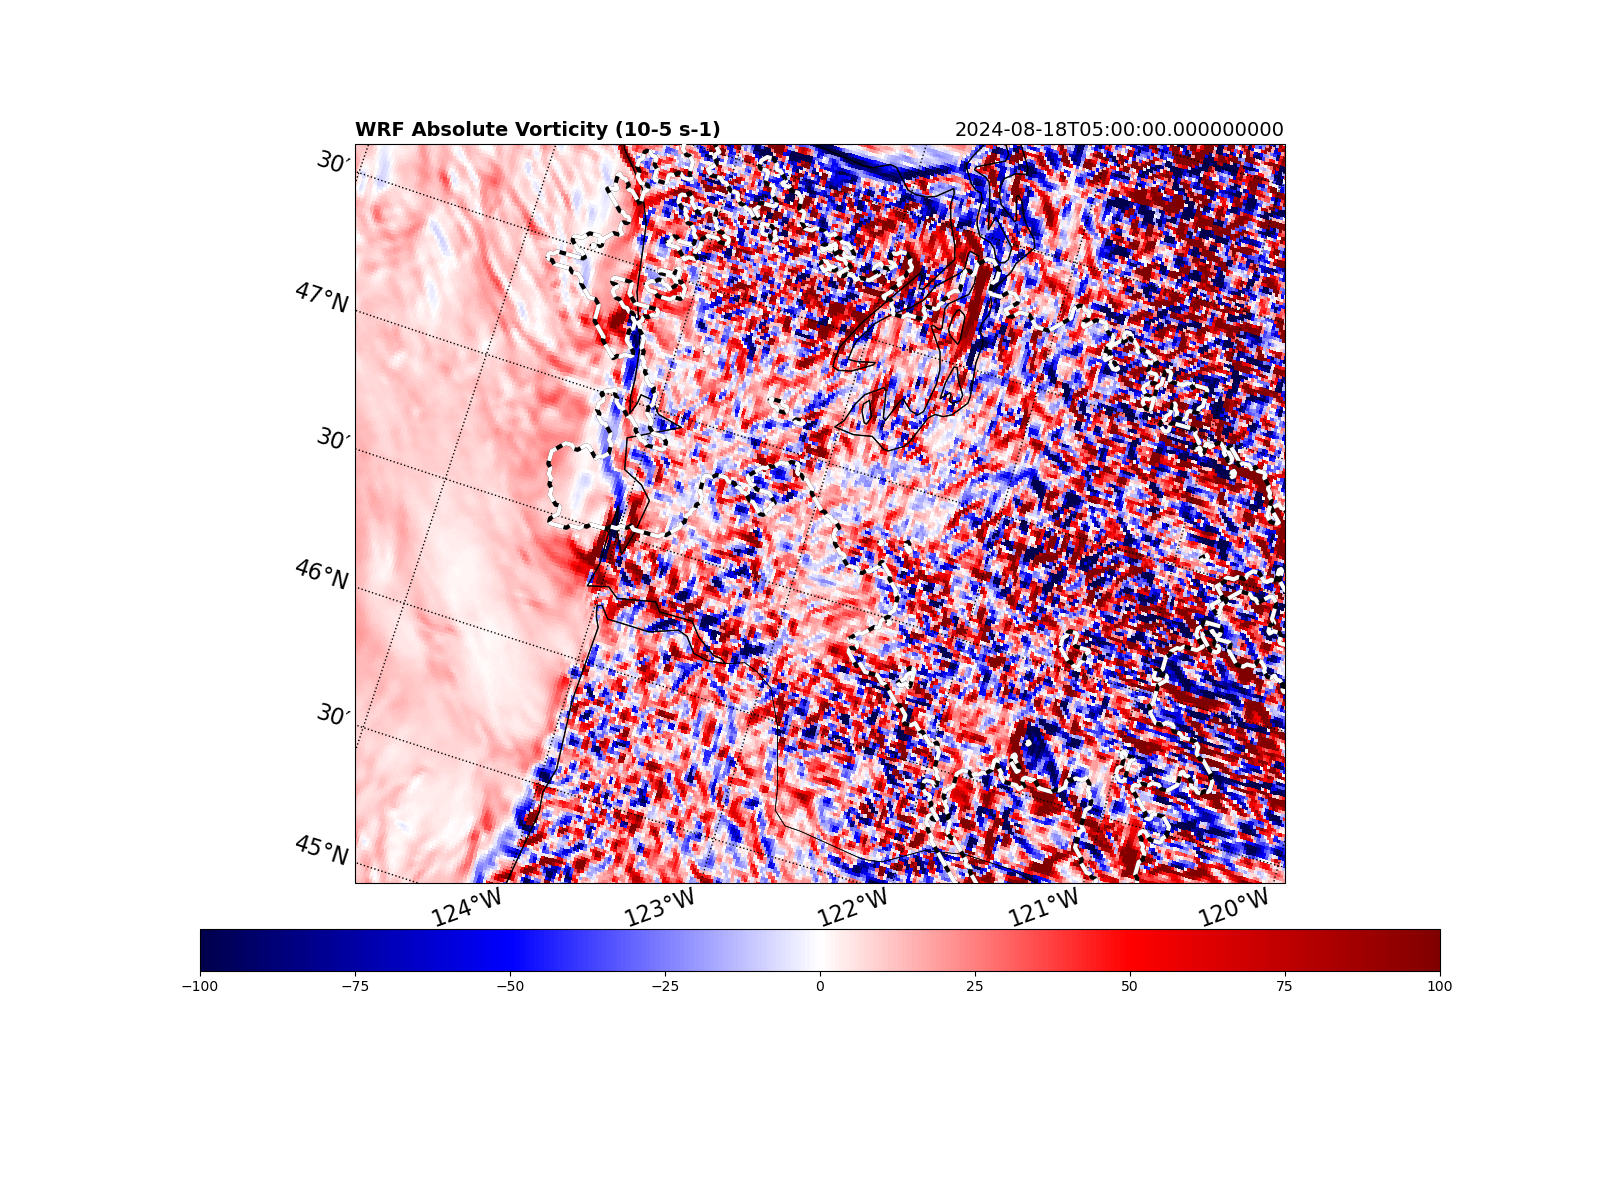 WRF Absolute Vorticity (10-5 s-1) 2024-08-18T05:00:00.000000000
30′
47°N
30′
46°N
30′
45°N
124°W 123°W 122°W 121°W 120°W
−100 −75 −50 −25 0 25 50 75 100